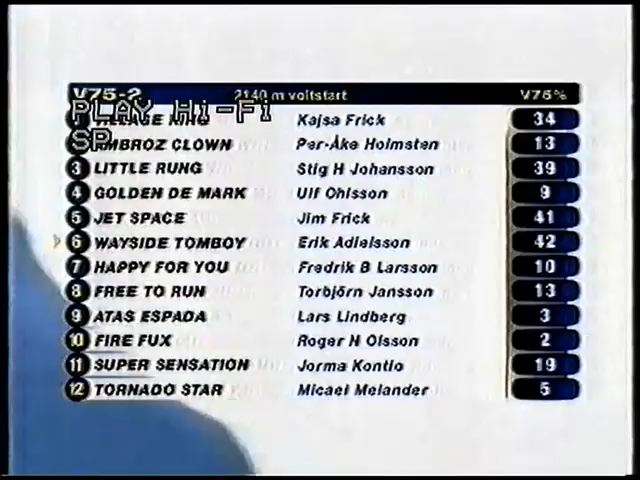 V75-2 2140 m voltstart V75%
PLAY Hi-Fi
SP
Kajsa Frick 34
AMBROZ CLOWN Per-Åke Holmsten 13
3 LITTLE RUNG Stig H Johansson 39
4 GOLDEN DE MARK Ulf Ohlsson 9
5 JET SPACE Jim Frick 41
6 WAYSIDE TOMBOY Erik Adielsson 42
7 HAPPY FOR YOU Fredrik B Larsson 10
8 FREE TO RUN Torbjörn Jansson 13
9 ATAS ESPADA Lars Lindberg 3
10 FIRE FUX Roger H Olsson 2
11 SUPER SENSATION Jorma Kontio 19
12 TORNADO STAR Micael Melander 5